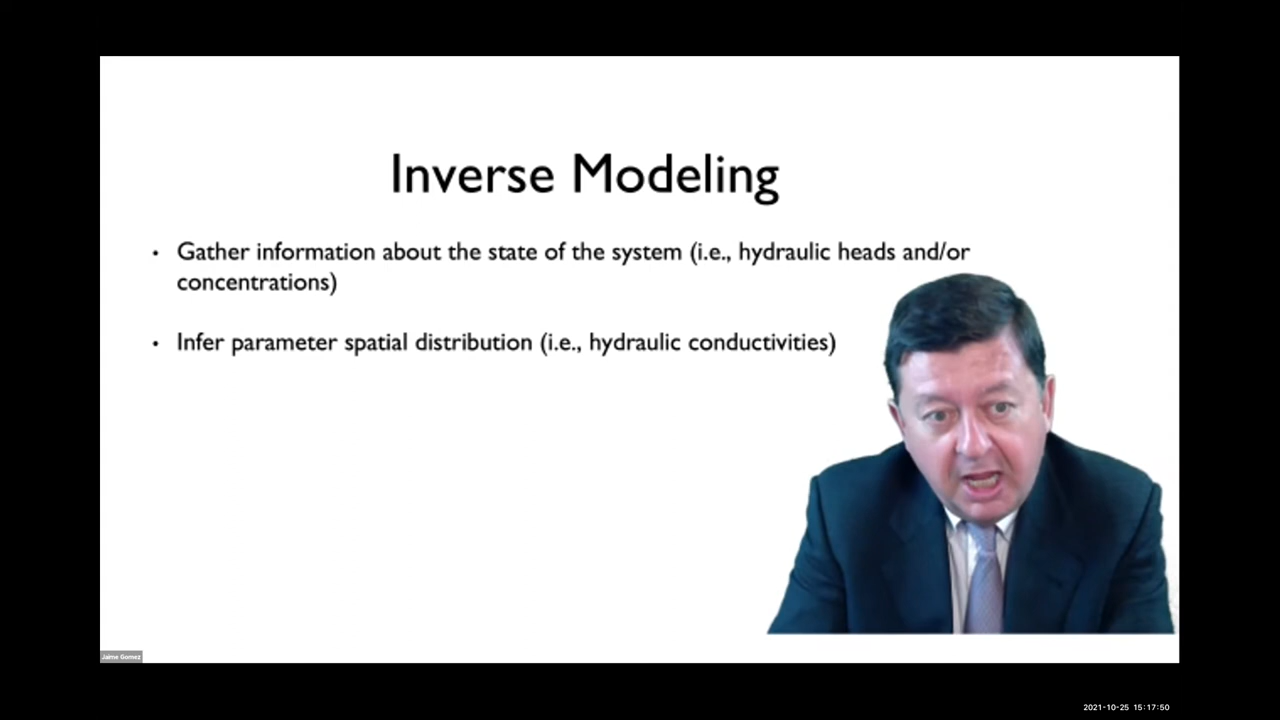 Inverse Modeling
• Gather information about the state of the system (i.e., hydraulic heads and/or
concentrations)
• Infer parameter spatial distribution (i.e., hydraulic conductivities)
Jaime Gomez
2021-10-25 15:17:50